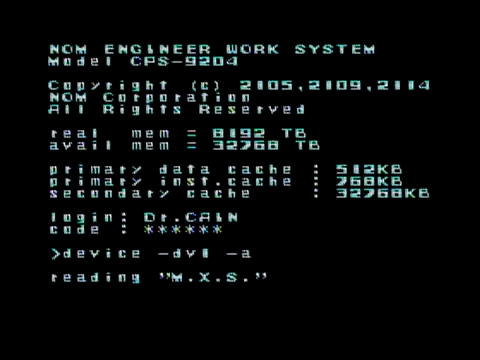 NOM ENGINEER WORK SYSTEM
Model CPS-9204
Copyright (c) 2105,2109,2114
NOM Corporation
All Rights Reserved
real mem = 8192 TB
avail mem = 32768 TB
primary data cache : 512KB
primary inst.cache : 768KB
secondary cache : 32768KB
login: Dr.CAIN
code : ******
>device -dvl -a
reading "M.X.S."